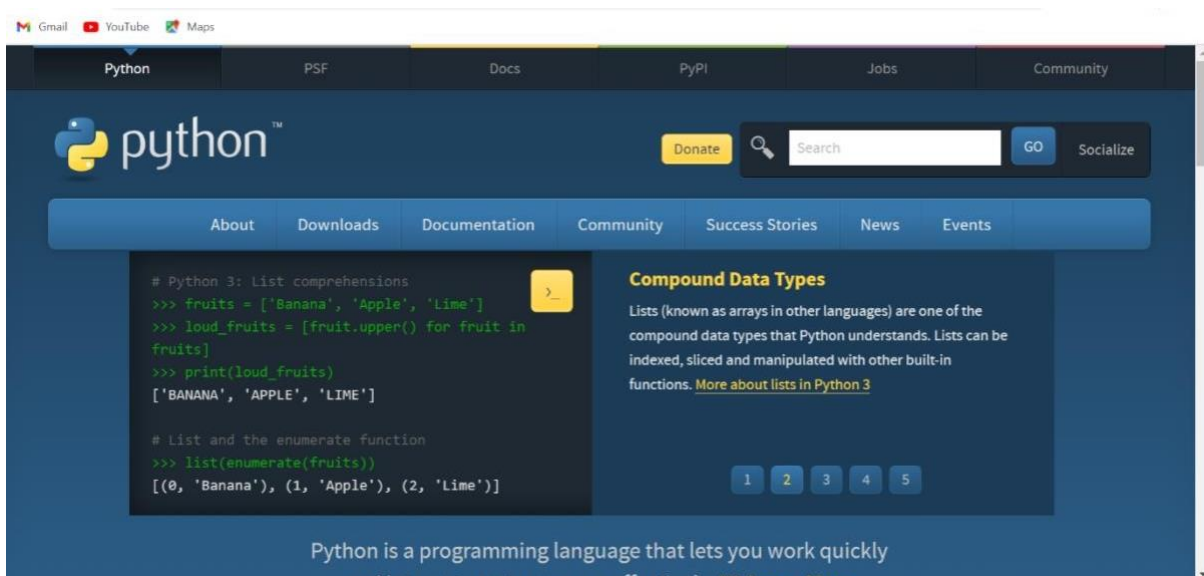 Gmail YouTube Maps
Python PSF Docs PyPI Jobs Community
python™
Donate Search GO Socialize
About Downloads Documentation Community Success Stories News Events
# Python 3: List comprehensions
>>> fruits = ['Banana', 'Apple', 'Lime']
>>> loud_fruits = [fruit.upper() for fruit in
fruits]
>>> print(loud_fruits)
['BANANA', 'APPLE', 'LIME']
# List and the enumerate function
>>> list(enumerate(fruits))
[(0, 'Banana'), (1, 'Apple'), (2, 'Lime')]
>_
Compound Data Types
Lists (known as arrays in other languages) are one of the
compound data types that Python understands. Lists can be
indexed, sliced and manipulated with other built-in
functions. More about lists in Python 3
1 2 3 4 5
Python is a programming language that lets you work quickly